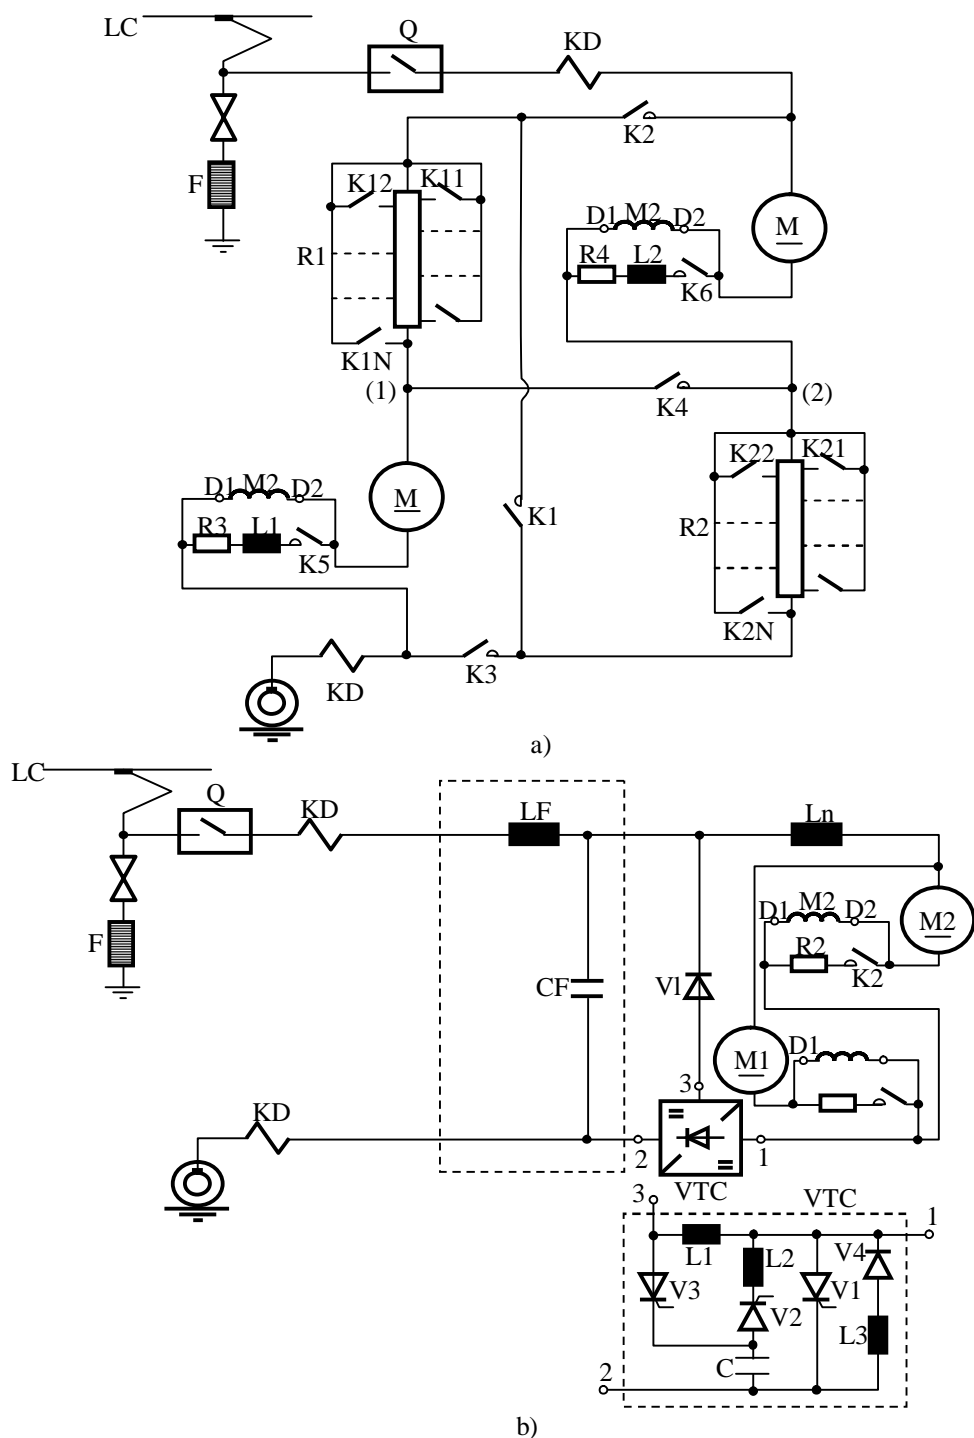 LC
Q
KD
K2
F
K12
K11
D1 M2 D2
M
R1
R4 L2
K6
K1N
(1)
K4
(2)
K22
K21
D1 M2 D2
M
K1
R3 L1
K5
R2
K2N
K3
KD
a)
LC
Q
KD
LF
Ln
D1 M2 D2
M2
F
R2
K2
CF
V1
M1
D1
3
KD
2
1
VTC
3
VTC
1
L1
L2
V4
V3
V1
V2
L3
C
2
b)